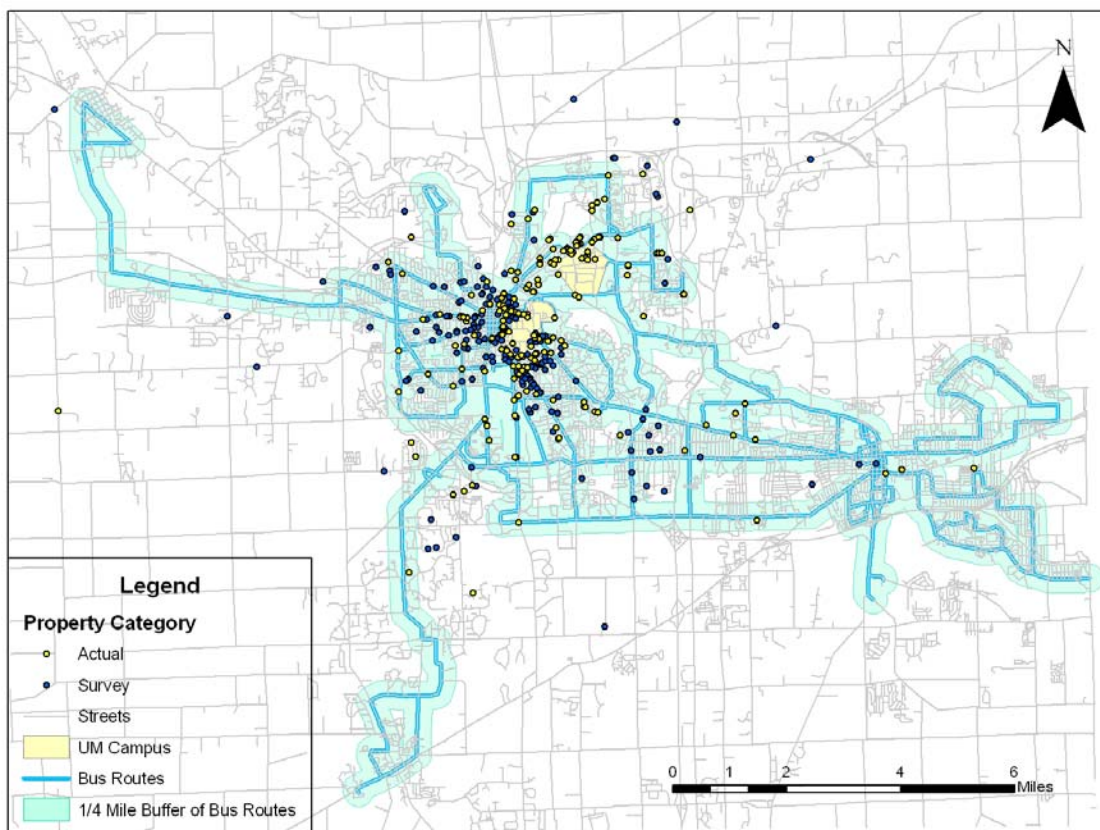 N
Legend
Property Category
Actual
Survey
Streets
UM Campus
Bus Routes
1/4 Mile Buffer of Bus Routes
0 1 2 4 6
Miles